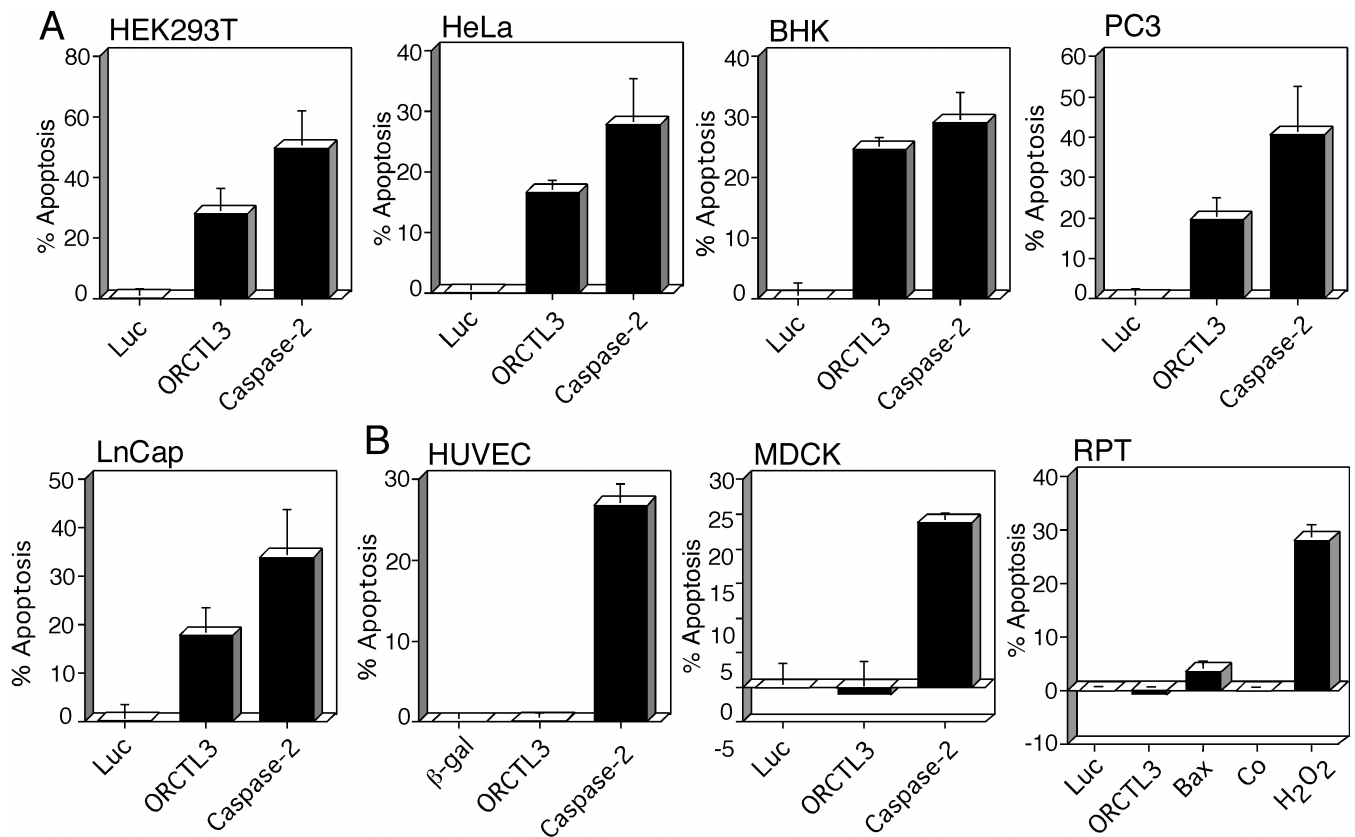 A
HEK293T
% Apoptosis
80
60
40
20
0
Luc
ORCTL3
Caspase-2
HeLa
% Apoptosis
40
30
20
10
0
Luc
ORCTL3
Caspase-2
BHK
% Apoptosis
40
30
20
10
0
Luc
ORCTL3
Caspase-2
PC3
% Apoptosis
60
50
40
30
20
10
0
Luc
ORCTL3
Caspase-2
LnCap
% Apoptosis
50
40
30
20
10
0
Luc
ORCTL3
Caspase-2
B
HUVEC
% Apoptosis
30
20
10
0
β-gal
ORCTL3
Caspase-2
MDCK
% Apoptosis
30
25
20
15
10
5
0
-5
Luc
ORCTL3
Caspase-2
RPT
% Apoptosis
40
30
20
10
0
-10
Luc
ORCTL3
Bax
Co
H2O2